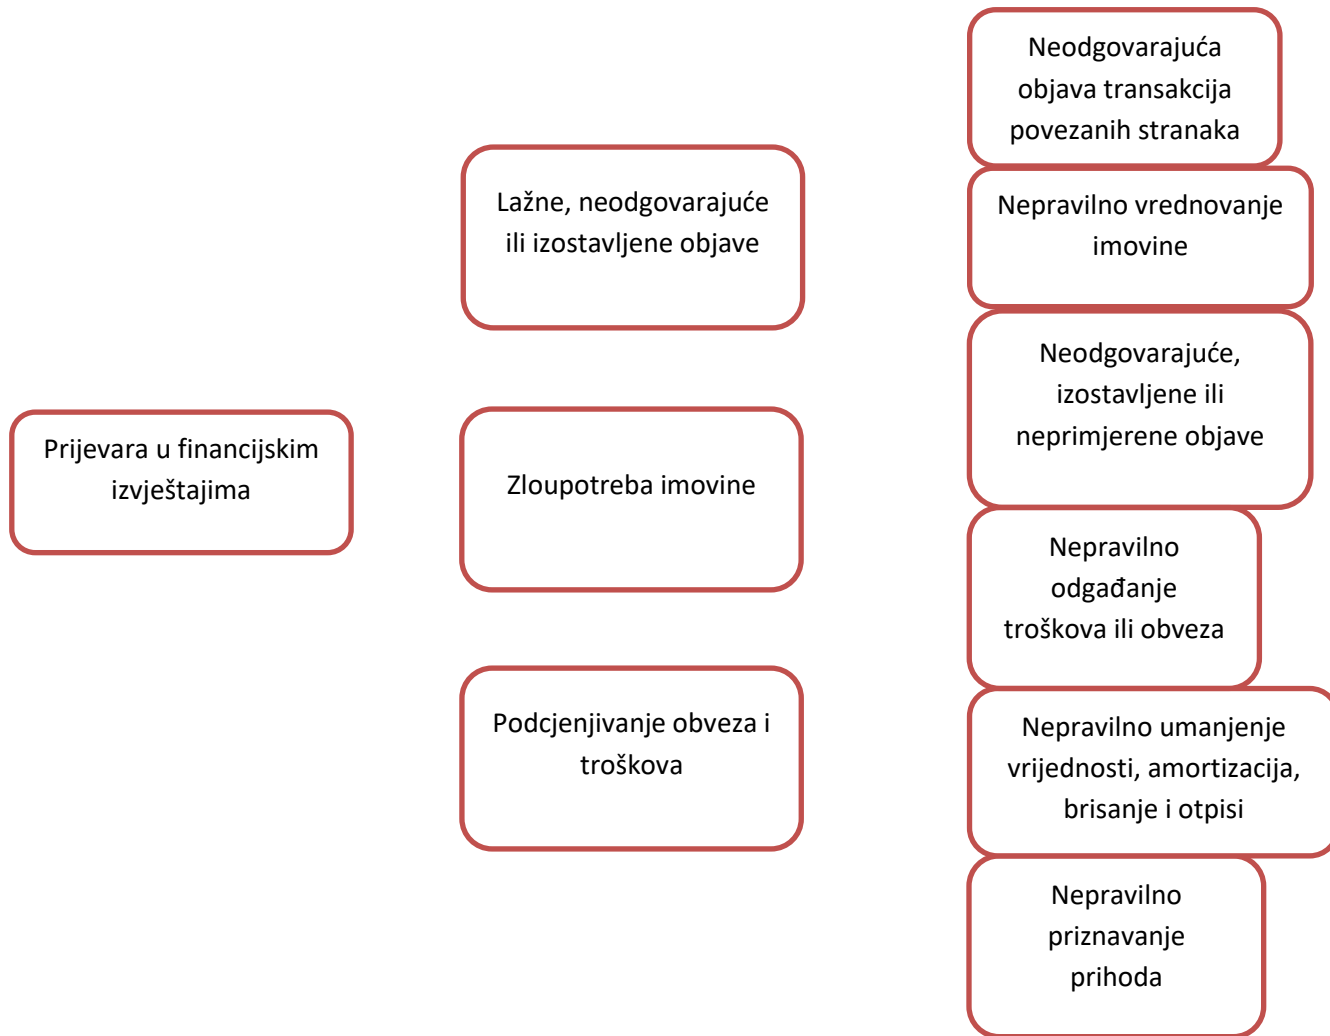 Prijevara u financijskim
izvještajima
Lažne, neodgovarajuće
ili izostavljene objave
Zloupotreba imovine
Podcjenjivanje obveza i
troškova
Neodgovarajuća
objava transakcija
povezanih stranaka
Nepravilno vrednovanje
imovine
Neodgovarajuće,
izostavljene ili
neprimjerene objave
Nepravilno
odgađanje
troškova ili obveza
Nepravilno umanjenje
vrijednosti, amortizacija,
brisanje i otpisi
Nepravilno
priznavanje
prihoda